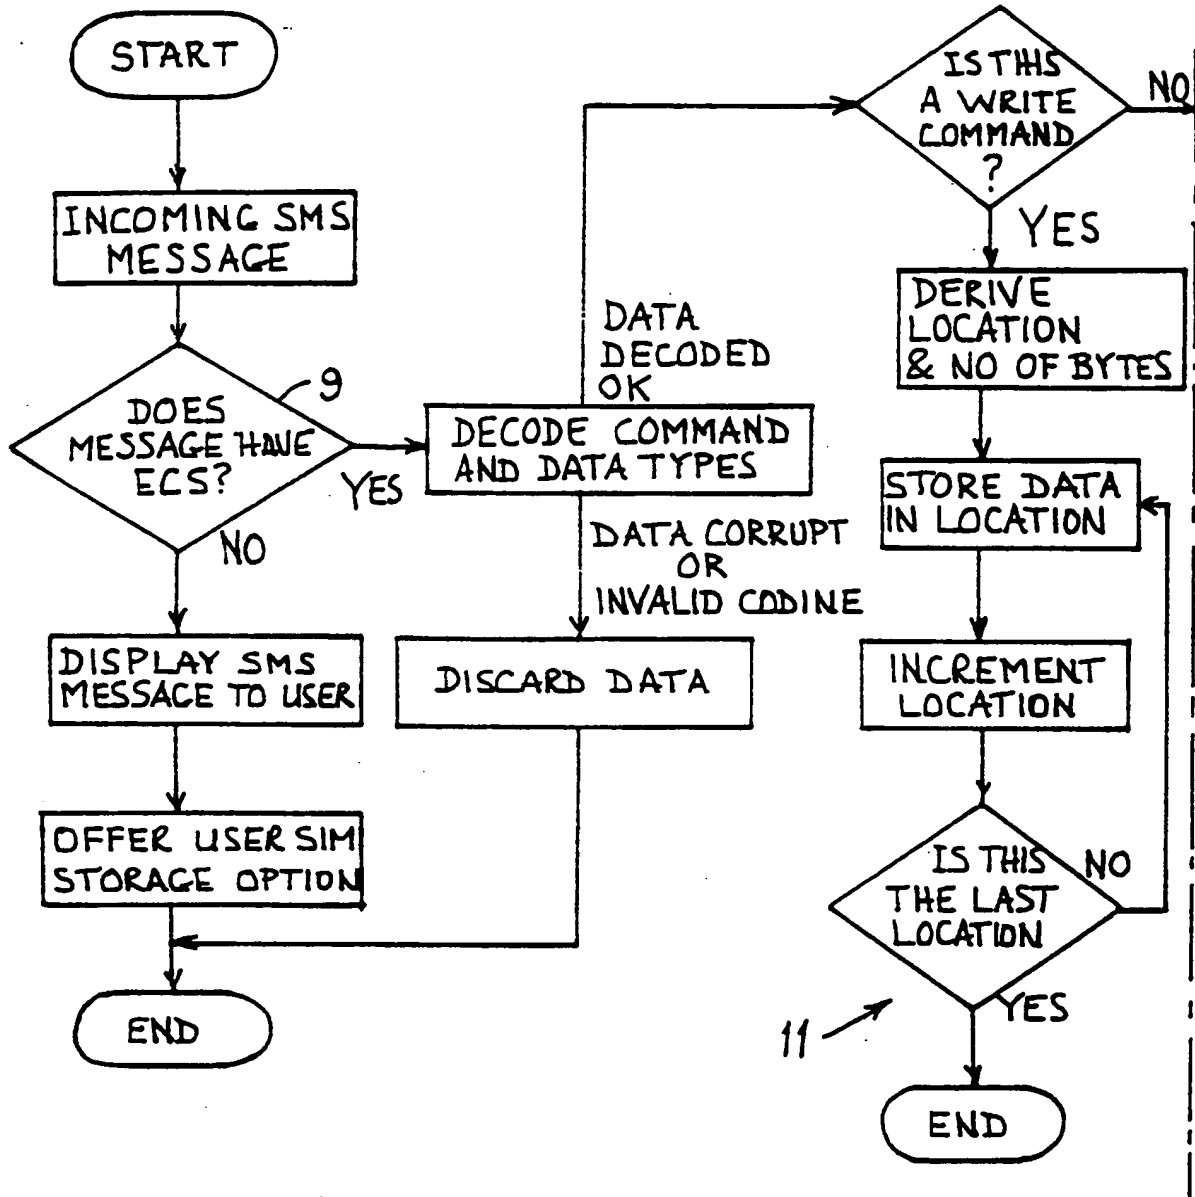 START
INCOMING SMS
MESSAGE
DOES
MESSAGE HAVE
ECS?
9
YES
NO
DISPLAY SMS
MESSAGE TO USER
OFFER USER SIM
STORAGE OPTION
END
DATA
DECODED
OK
DECODE COMMAND
AND DATA TYPES
DATA CORRUPT
OR
INVALID CODINE
DISCARD DATA
IS THIS
A WRITE
COMMAND
?
NO
YES
DERIVE
LOCATION
& NO OF BYTES
STORE DATA
IN LOCATION
INCREMENT
LOCATION
IS THIS
THE LAST
LOCATION
NO
YES
11
END